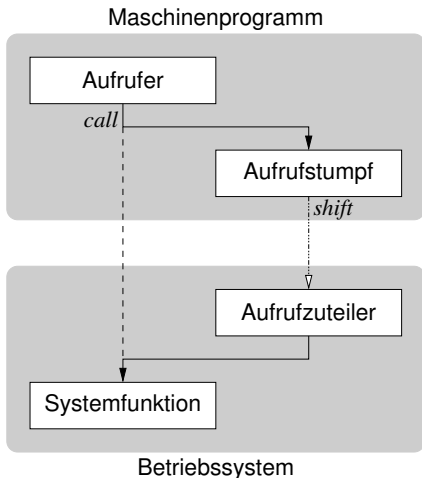 Maschinenprogramm
Aufrufer
call
Aufrufstumpf
shift
Aufrufzuteiler
Systemfunktion
Betriebssystem